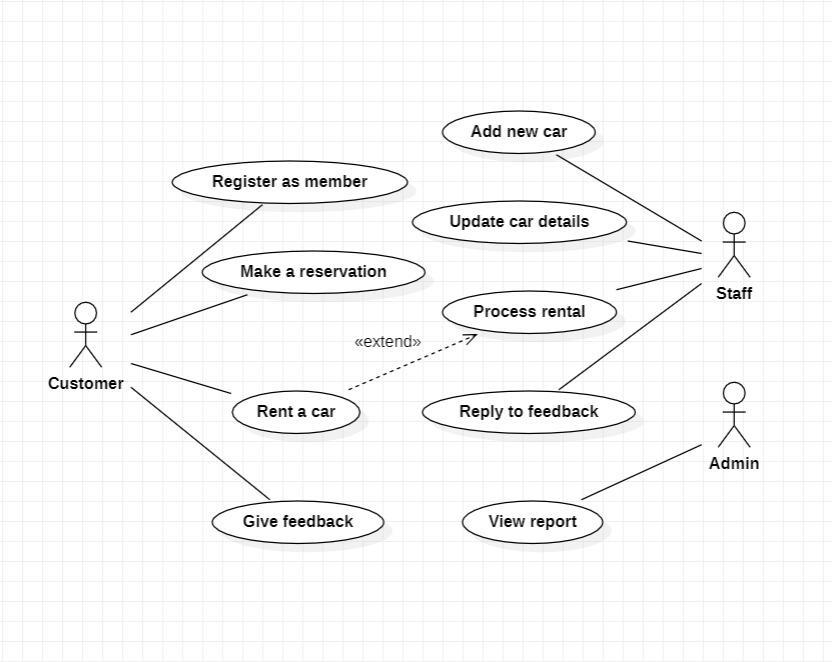 Add new car
Register as member
Update car details
Make a reservation
Staff
Process rental
«extend»
Customer
Rent a car
Reply to feedback
Admin
Give feedback
View report